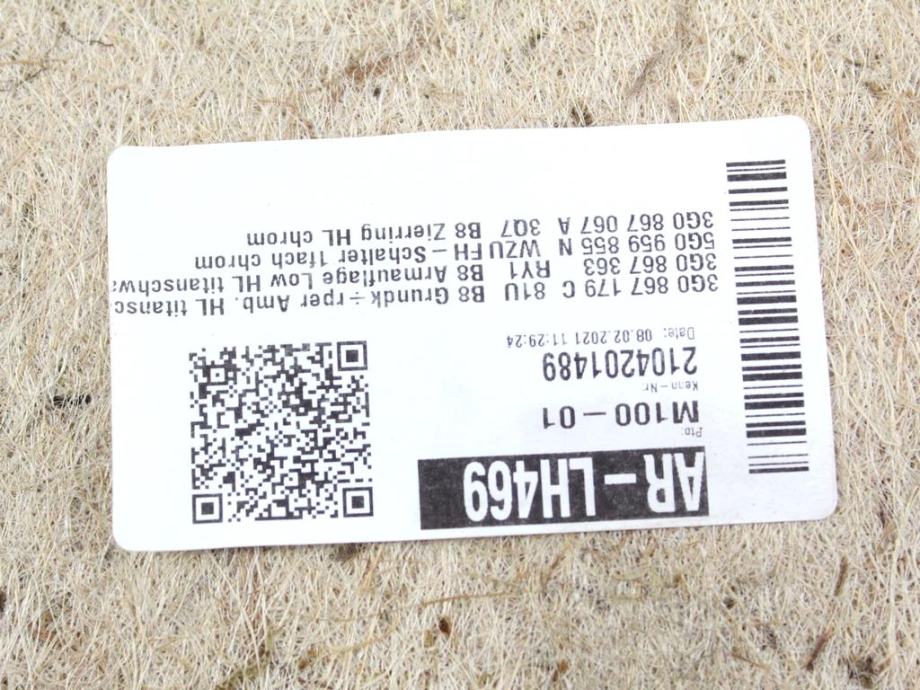 AR-LH469
Pto:
M100-01
Kenn-Nr:
2104201489
Date: 08.02.2021 11:29:24
3G0 867 179 C 81U B8 Grundk÷rper Amb. HL titansc
3G0 867 363 RY1 B8 Armauflage Low HL titanschwa
5G0 959 855 N WZU FH-Schalter 1fach chrom
3G0 867 067 A 3Q7 B8 Zierring HL chrom